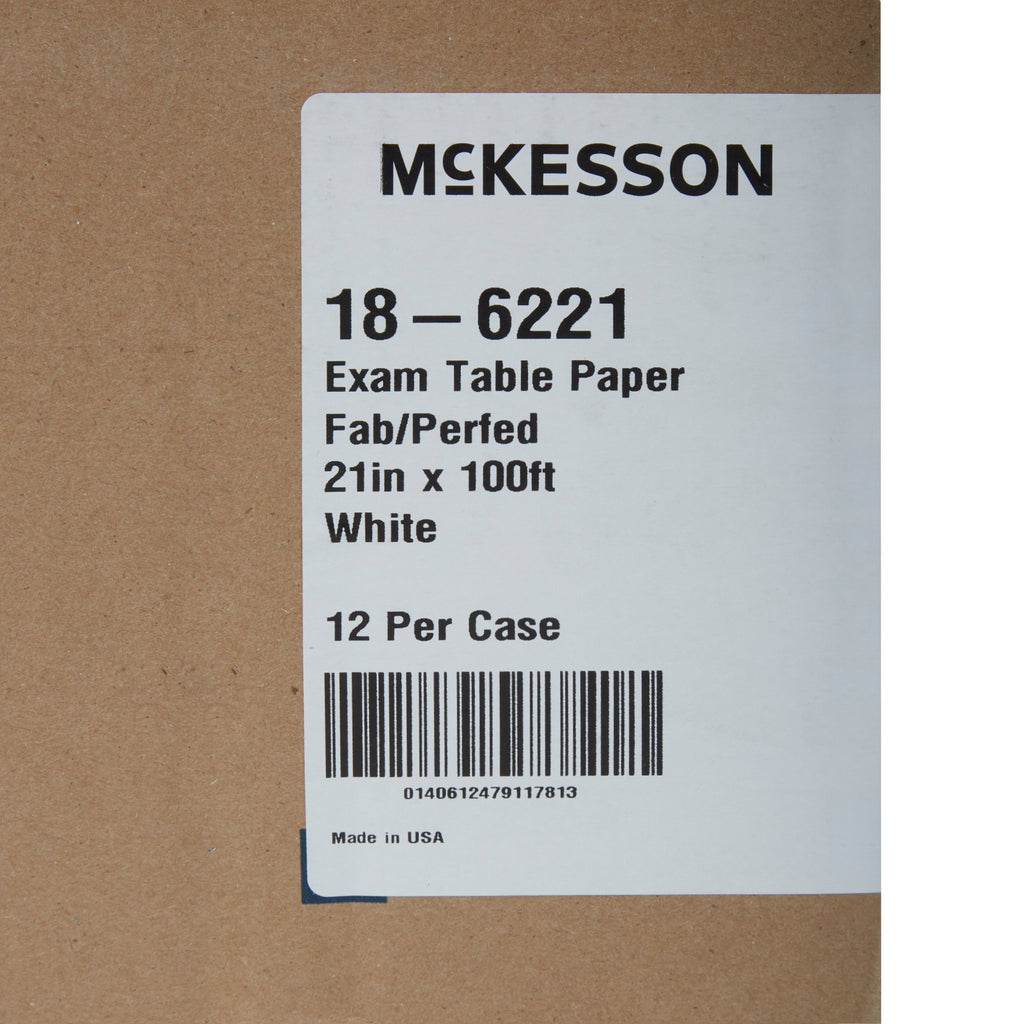 McKESSON
18–6221
Exam Table Paper
Fab/Perfed
21in x 100ft
White
12 Per Case
0140612479117813
Made in USA